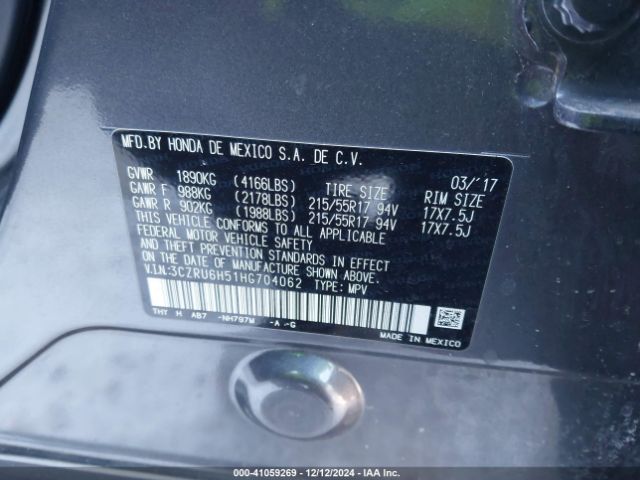 MFD.BY HONDA DE MEXICO S.A. DE C.V.
03/'17
GVWR 1890KG (4166LBS) TIRE SIZE RIM SIZE
GAWR F 988KG (2178LBS) 215/55R17 94V 17X7.5J
GAWR R 902KG (1988LBS) 215/55R17 94V 17X7.5J
THIS VEHICLE CONFORMS TO ALL APPLICABLE
FEDERAL MOTOR VEHICLE SAFETY
STANDARDS IN EFFECT ON THE
DATE OF MANUFACTURE SHOWN ABOVE.
V.I.N:3CZRU6H51HG704062 TYPE: MPV
THY H AB7 -NH797M -A -G
MADE IN MEXICO
000-41059269 - 12/12/2024 - IAA Inc.